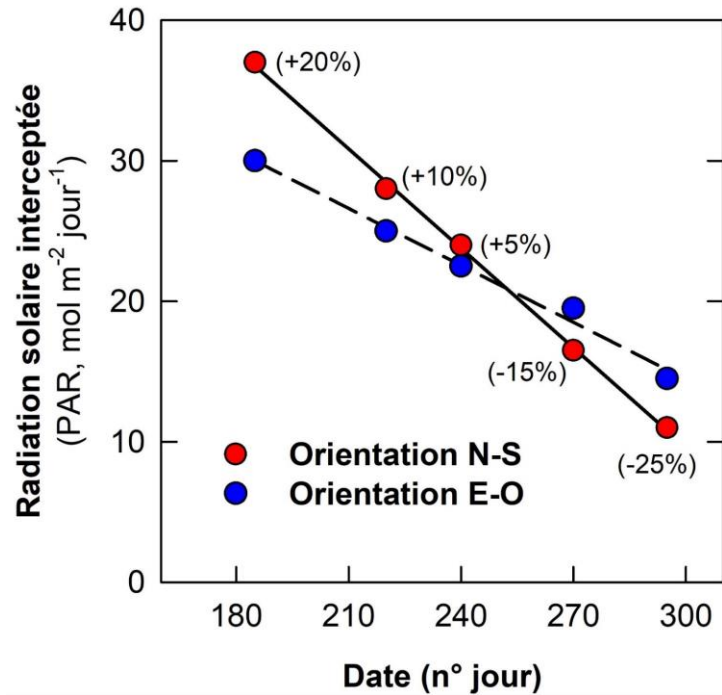 Radiation solaire interceptée
(PAR, mol m⁻² jour⁻¹)
40
30
20
10
0
(+20%)
(+10%)
(+5%)
(-15%)
(-25%)
Orientation N-S
Orientation E-O
180 210 240 270 300
Date (n° jour)